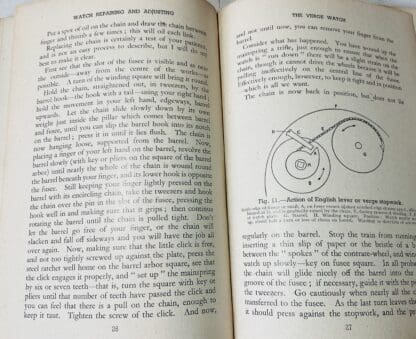 WATCH REPAIRING AND ADJUSTING
Put a spot of oil on the chain and draw the chain between
finger and thumb a few times; this will oil each link.
Replacing the chain is certainly a test of your patience,
and is not an easy process to describe, but I will do my
best to make it clear.
First see that the slot of the fusee is visible and as near
the outside—away from the centre of the works—as
possible. A turn of the winding square will bring it round.
Hold the chain, straightened out, in tweezers, by the
barrel hook—the hook with a tail—using your right hand;
hold the movement in your left hand, edgeways, barrel
upwards. Let the chain slide slowly down by its own
weight just inside the pillar which comes between barrel
and fusee, until you can slip the barrel hook into its notch
on the barrel; press it in until it lies flush. The chain is
now hanging loose, supported from the barrel. Now,
placing a finger of your left hand on the barrel, revolve the
barrel slowly (with key or pliers on the square of the barrel
arbor) until nearly the whole of the chain is wound round
the barrel beneath your finger, and its lower hook is opposite
the fusee. Still keeping your finger lightly pressed on the
barrel with its encircling chain, take the tweezers and hook
the chain over the pin in the slot of the fusee, pressing the
hook well in and making sure that it grips; then continue
rotating the barrel until the chain is pulled taught. Don't
let the barrel go free of your finger, or the chain will
slacken and fall off sideways and you will have the job all
over again. Now, making sure that the little click is free,
and not too tightly screwed up against the plate, press the
steel ratchet wheel home on the barrel arbor square, see that
the click engages it properly, and "set up" the mainspring
by six or seven teeth—that is, turn the square with key or
pliers until that number of teeth have passed the click and
you can feel that there is a pull on the chain, enough to
keep it taut. Tighten the screw of the click. And now,
26
THE VERGE WATCH
and not until now, you can remove your finger from the
barrel.
Consider what has happened. You have wound up the
mainspring a trifle, just enough to ensure that when the
watch is "run down" there will be a slight strain on the
chain, though it cannot drive the wheels because it will be
pulling ineffectively on the central line of the fusee.
Effectively enough, however, to keep it tight and in position
—which is all we want.
The chain is now back in position, but does not lie
Fig. 11.—Action of English lever or verge stopwork.
regularly on the barrel. Stop the train from running
inserting a thin slip of paper or the bristle of a b
between the "spokes" of the contrate-wheel, and win
watch up slowly—key on fusee square. In all prob
the chain will glide nicely off the barrel into the
groove of the fusee; if necessary, guide it with the p
the tweezers. Go cautiously when nearly all the c
transferred to the fusee. As the last turn leaves th
it should press against the stopwork, and the pr
27